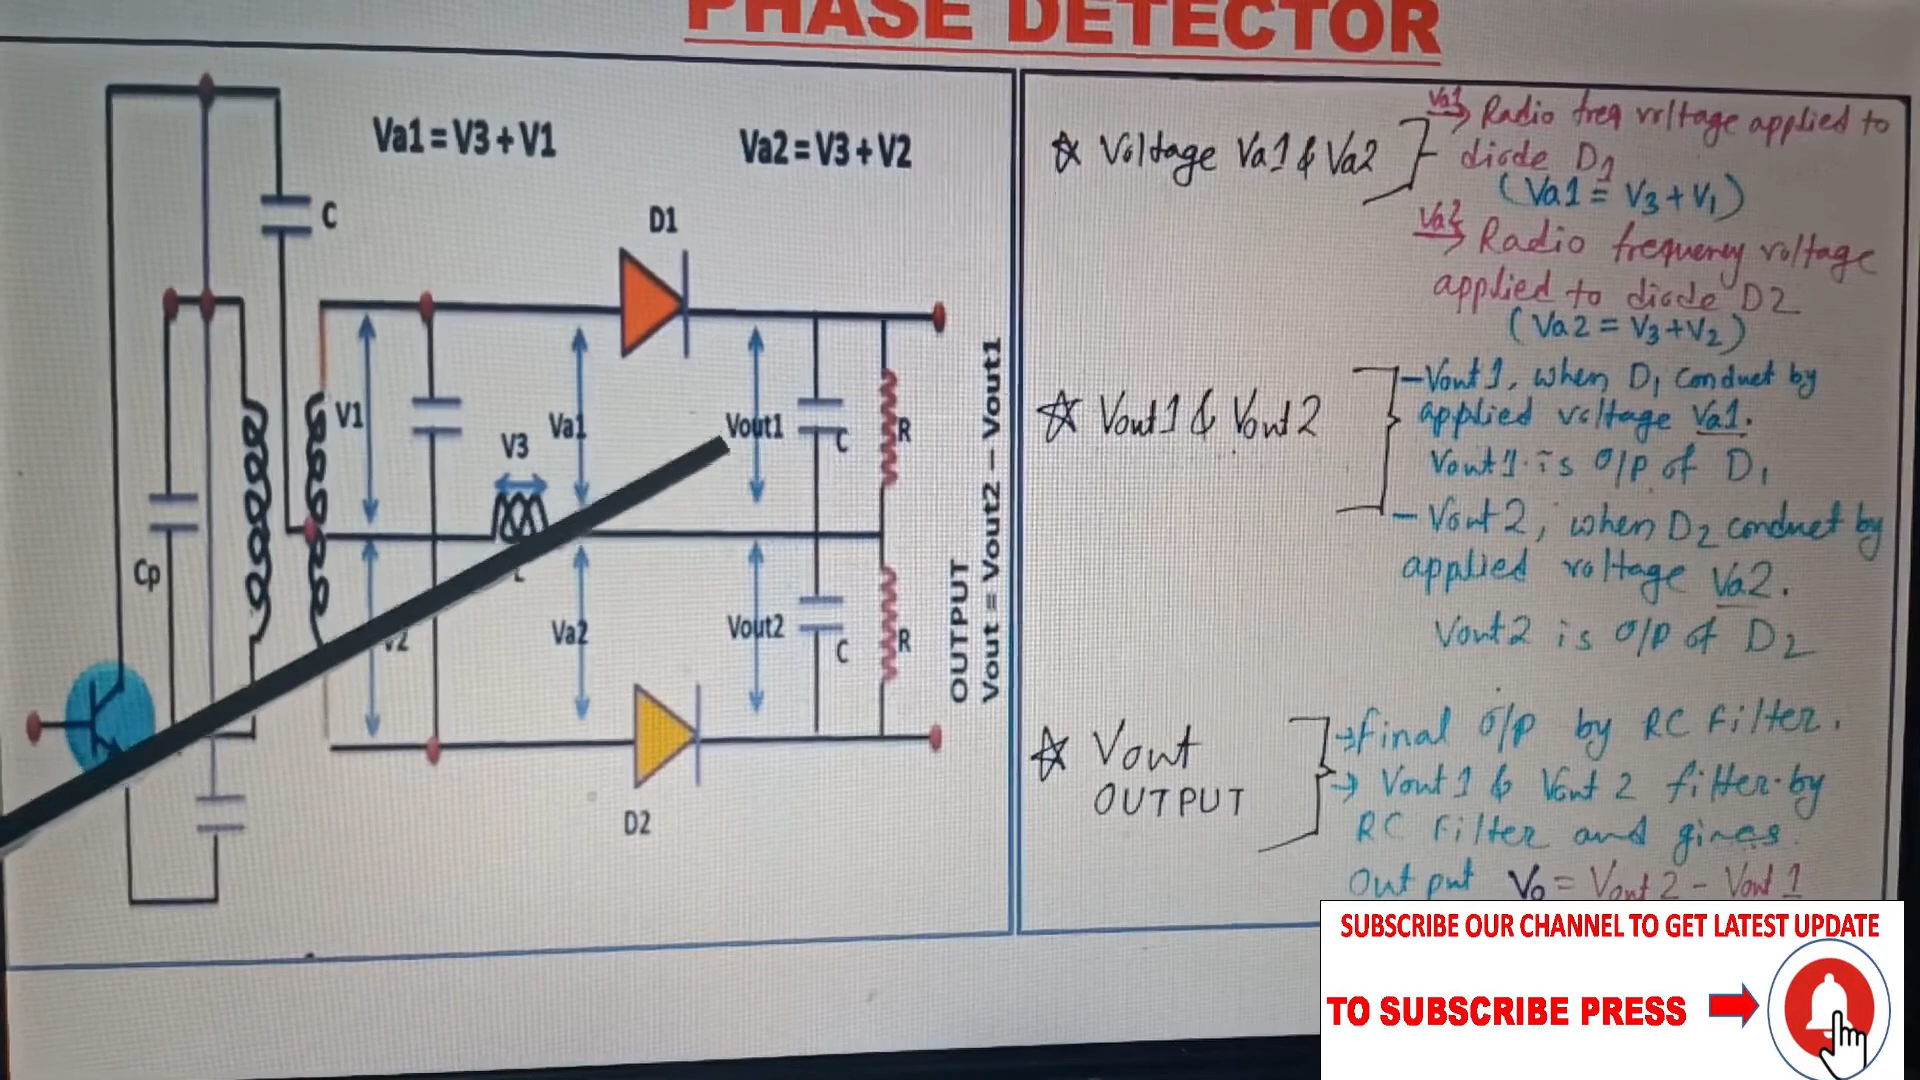 PHASE DETECTOR
Va1 = V3 + V1
Va2 = V3 + V2
C
D1
V1
V3
Va1
Vout1
C
R
Cp
Va2
Vout2
C
R
D2
OUTPUT
Vout = Vout2 – Vout1
☆ Voltage Va1 & Va2
Va1→ Radio freq voltage applied to
diode D1
(Va1 = V3 + V1)
Va2→ Radio frequency voltage
applied to diode D2
(Va2 = V3 + V2)
☆ Vout1 & Vout2
- Vout1, when D1 conduct by
applied voltage Va1.
Vout1 is O/P of D1
- Vout2, when D2 conduct by
applied voltage Va2.
Vout2 is O/P of D2
☆ Vout
OUTPUT
→ final o/p by RC Filter.
→ Vout1 & Vout2 filter by
RC Filter and gives.
Output Vo = Vout2 - Vout1
SUBSCRIBE OUR CHANNEL TO GET LATEST UPDATE
TO SUBSCRIBE PRESS